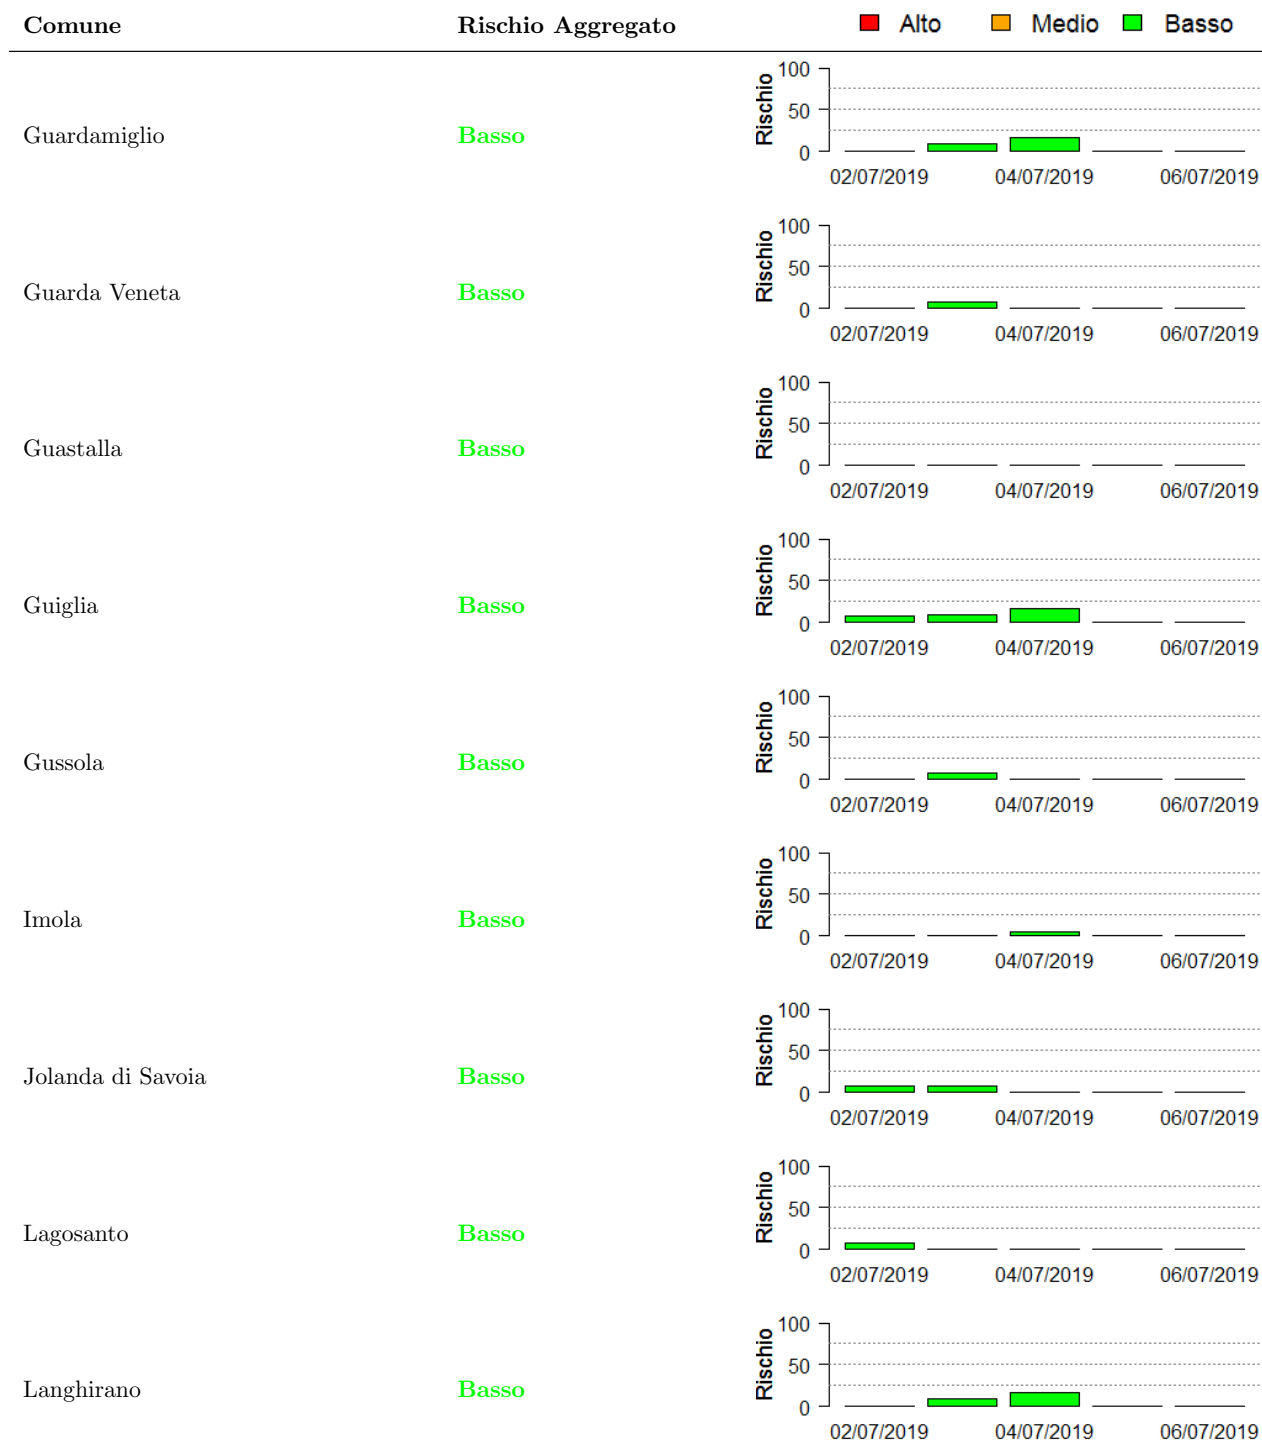 Comune Rischio Aggregato Alto Medio Basso
100
50
0
Rischio
Guardamiglio Basso
02/07/2019 04/07/2019 06/07/2019
100
50
0
Rischio
Guarda Veneta Basso
02/07/2019 04/07/2019 06/07/2019
100
50
0
Rischio
Guastalla Basso
02/07/2019 04/07/2019 06/07/2019
100
50
0
Rischio
Guiglia Basso
02/07/2019 04/07/2019 06/07/2019
100
50
0
Rischio
Gussola Basso
02/07/2019 04/07/2019 06/07/2019
100
50
0
Rischio
Imola Basso
02/07/2019 04/07/2019 06/07/2019
100
50
0
Rischio
Jolanda di Savoia Basso
02/07/2019 04/07/2019 06/07/2019
100
50
0
Rischio
Lagosanto Basso
02/07/2019 04/07/2019 06/07/2019
100
50
0
Rischio
Langhirano Basso
02/07/2019 04/07/2019 06/07/2019